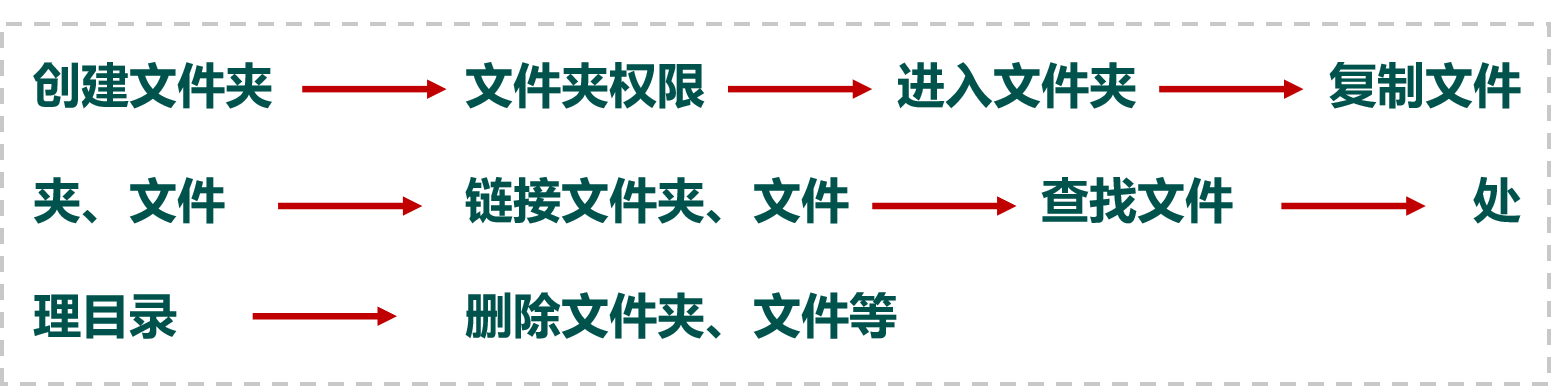 创建文件夹 文件夹权限 进入文件夹 复制文件
夹、文件 链接文件夹、文件 查找文件 处
理目录 删除文件夹、文件等